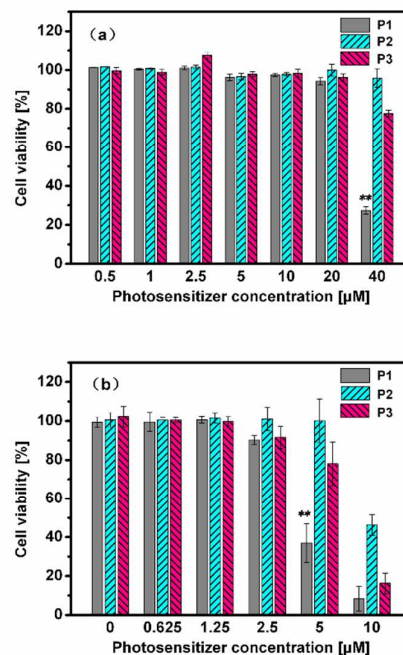 (a)
P1
P2
P3
Cell viability [%]
120
100
80
60
40
20
0
**
0.5 1 2.5 5 10 20 40
Photosensitizer concentration [µM]
(b)
P1
P2
P3
Cell viability [%]
120
100
80
60
40
20
0
**
0 0.625 1.25 2.5 5 10
Photosensitizer concentration [µM]